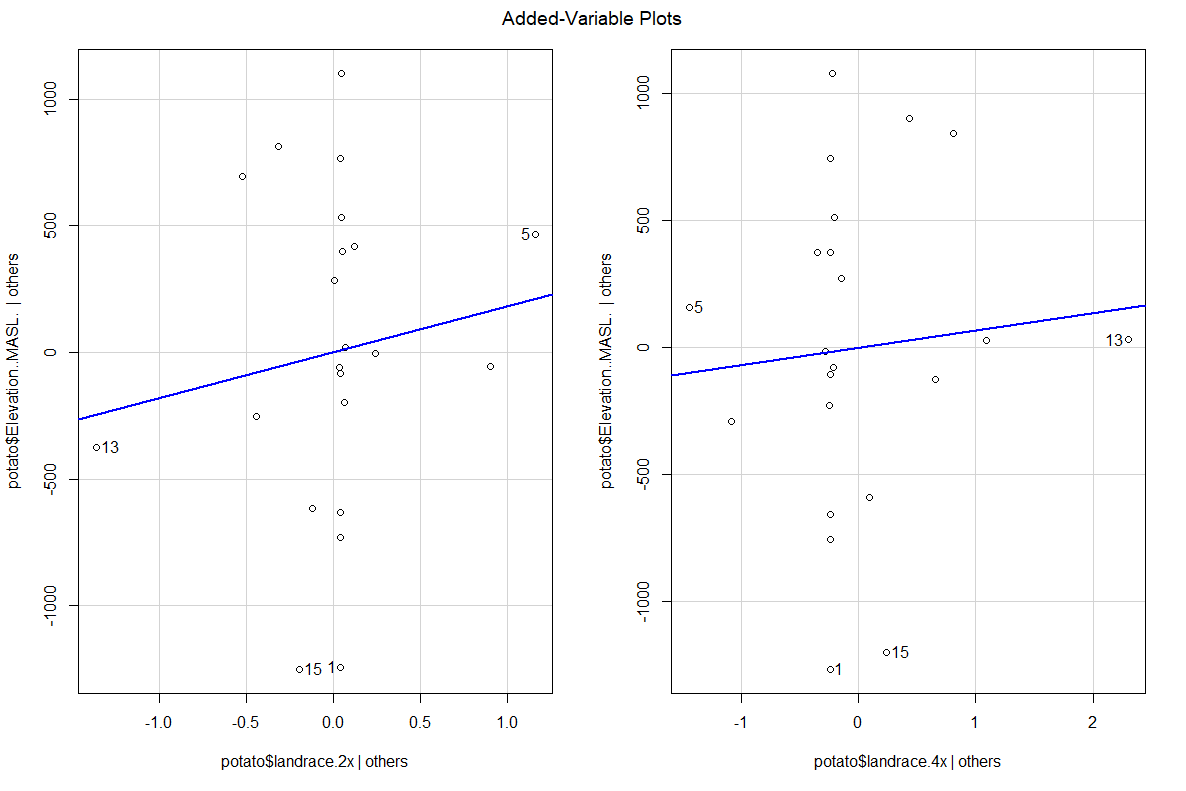 Added-Variable Plots
potato$Elevation..MASL. | others
1000
500
0
-500
-1000
5
13
15
1
-1.0 -0.5 0.0 0.5 1.0
potato$landrace.2x | others
potato$Elevation..MASL. | others
1000
500
0
-500
-1000
5
13
15
1
-1 0 1 2
potato$landrace.4x | others